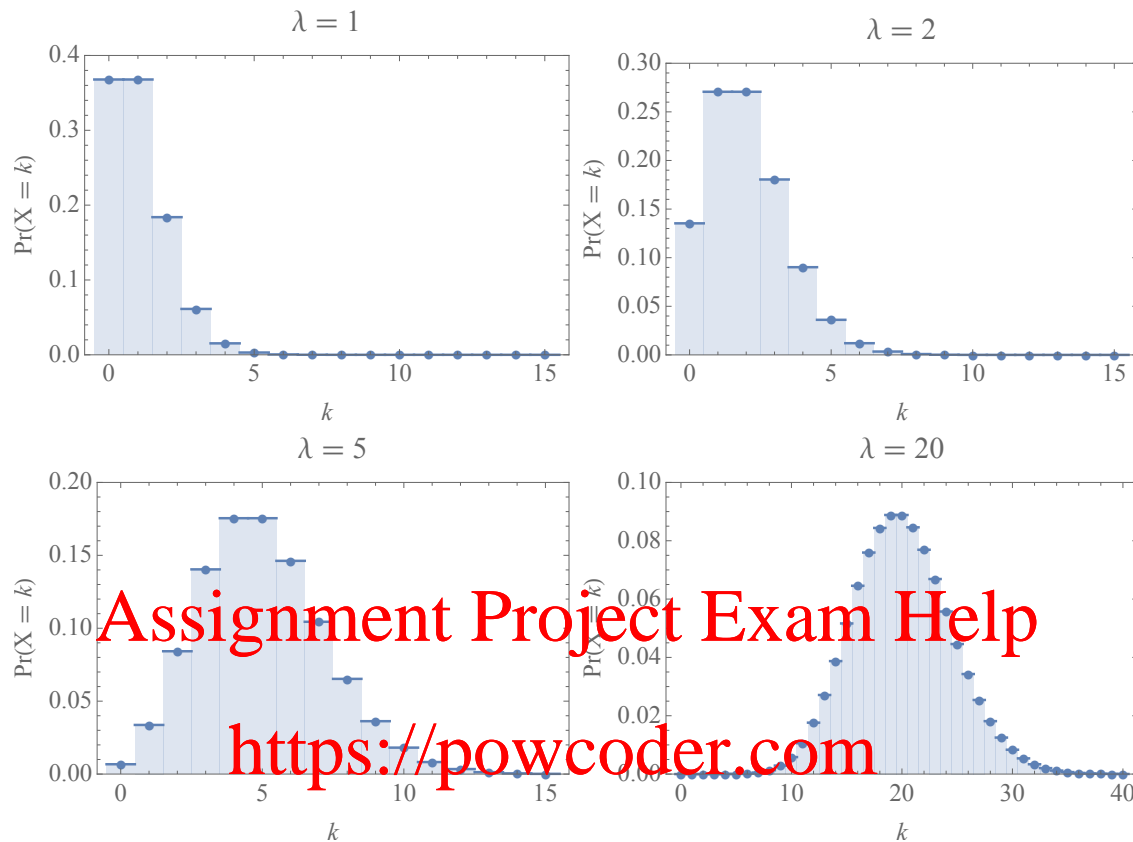 λ = 1
0.4
0.3
0.2
0.1
0.0
Pr(X = k)
0 5 10 15
k
λ = 2
0.30
0.25
0.20
0.15
0.10
0.05
0.00
Pr(X = k)
0 5 10 15
k
λ = 5
0.20
0.15
0.10
0.05
0.00
Pr(X = k)
0 5 10 15
k
λ = 20
0.10
0.08
0.06
0.04
0.02
0.00
Pr(X = k)
0 10 20 30 40
k
Assignment Project Exam Help
https://powcoder.com